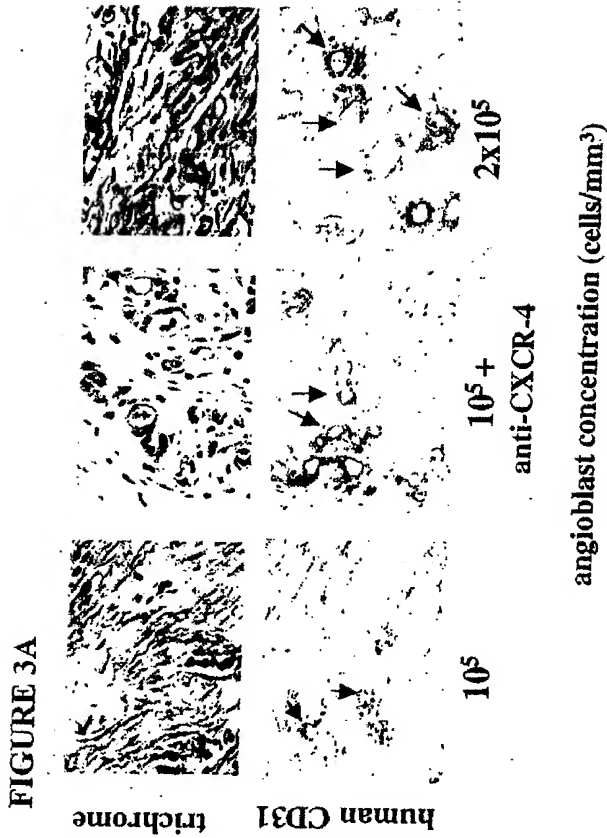 FIGURE 3A
trichrome
human CD31
10⁵
10⁵ +
anti-CXCR-4
2x10⁵
angioblast concentration (cells/mm³)